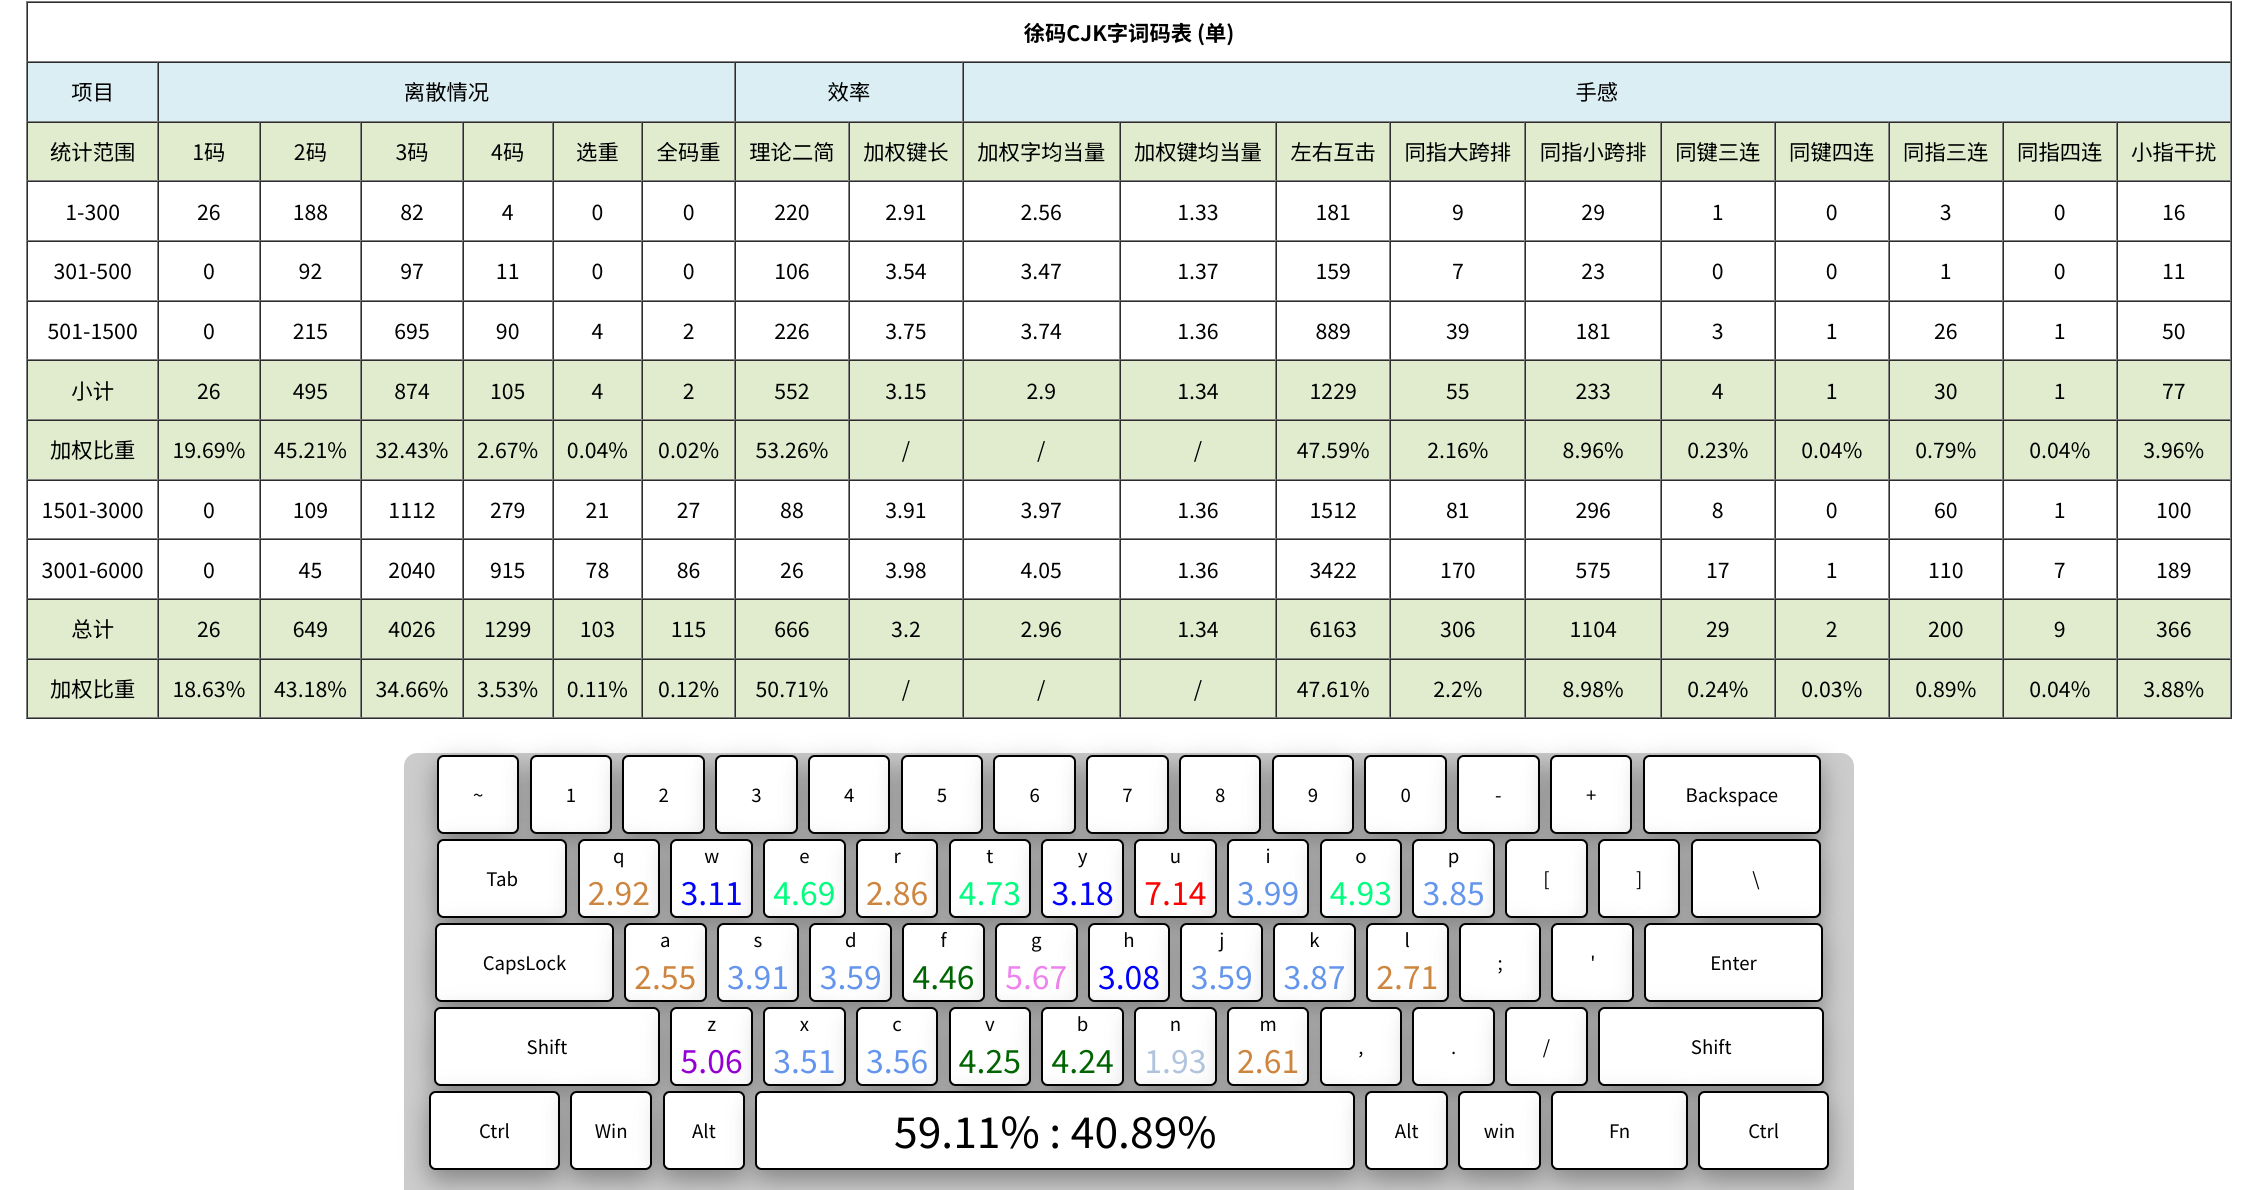 徐码CJK字词码表 (单)
项目 离散情况 效率 手感
统计范围 1码 2码 3码 4码 选重 全码重 理论二简 加权键长 加权字均当量 加权键均当量 左右互击 同指大跨排 同指小跨排 同键三连 同键四连 同指三连 同指四连 小指干扰
1-300 26 188 82 4 0 0 220 2.91 2.56 1.33 181 9 29 1 0 3 0 16
301-500 0 92 97 11 0 0 106 3.54 3.47 1.37 159 7 23 0 0 1 0 11
501-1500 0 215 695 90 4 2 226 3.75 3.74 1.36 889 39 181 3 1 26 1 50
小计 26 495 874 105 4 2 552 3.15 2.9 1.34 1229 55 233 4 1 30 1 77
加权比重 19.69% 45.21% 32.43% 2.67% 0.04% 0.02% 53.26% / / / 47.59% 2.16% 8.96% 0.23% 0.04% 0.79% 0.04% 3.96%
1501-3000 0 109 1112 279 21 27 88 3.91 3.97 1.36 1512 81 296 8 0 60 1 100
3001-6000 0 45 2040 915 78 86 26 3.98 4.05 1.36 3422 170 575 17 1 110 7 189
总计 26 649 4026 1299 103 115 666 3.2 2.96 1.34 6163 306 1104 29 2 200 9 366
加权比重 18.63% 43.18% 34.66% 3.53% 0.11% 0.12% 50.71% / / / 47.61% 2.2% 8.98% 0.24% 0.03% 0.89% 0.04% 3.88%
~ 1 2 3 4 5 6 7 8 9 0 - + Backspace
q w e r t y u i o p
Tab 2.92 3.11 4.69 2.86 4.73 3.18 7.14 3.99 4.93 3.85 [ ] \
a s d f g h j k l
CapsLock 2.55 3.91 3.59 4.46 5.67 3.08 3.59 3.87 2.71 ; ' Enter
z x c v b n m
Shift 5.06 3.51 3.56 4.25 4.24 1.93 2.61 , . / Shift
Ctrl Win Alt 59.11% : 40.89% Alt win Fn Ctrl